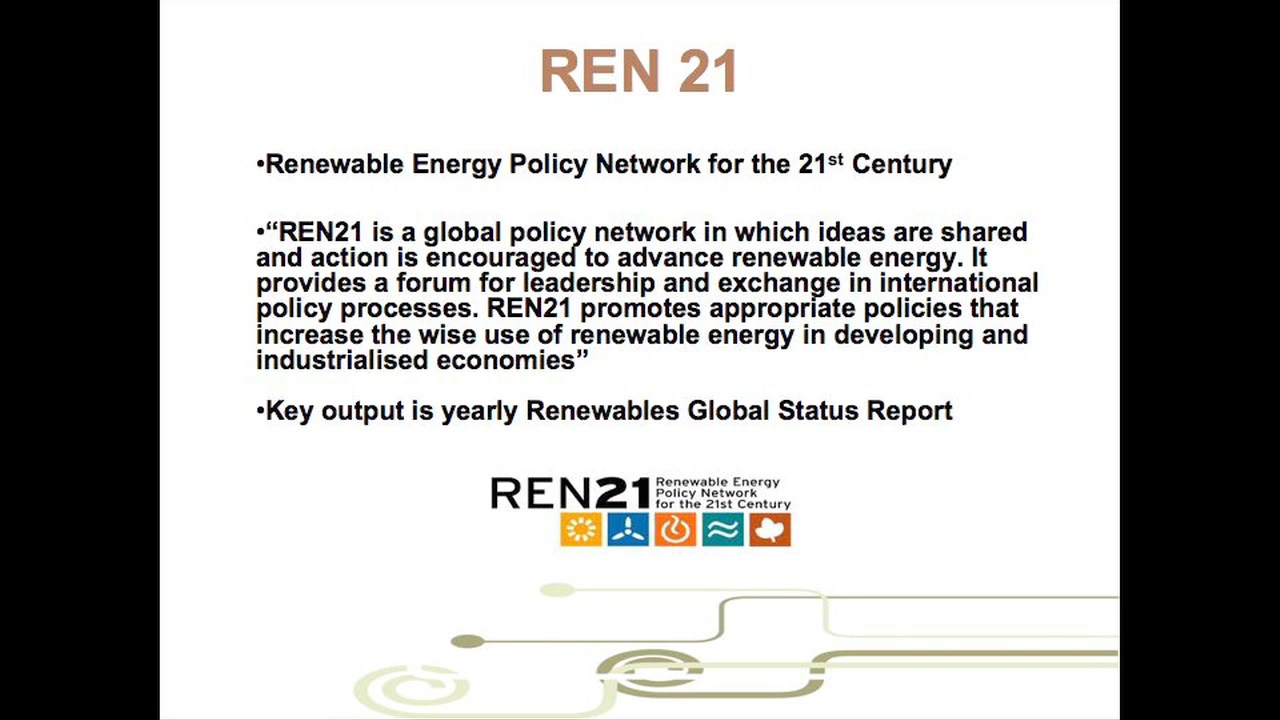 REN 21
•Renewable Energy Policy Network for the 21st Century
•“REN21 is a global policy network in which ideas are shared
and action is encouraged to advance renewable energy. It
provides a forum for leadership and exchange in international
policy processes. REN21 promotes appropriate policies that
increase the wise use of renewable energy in developing and
industrialised economies”
•Key output is yearly Renewables Global Status Report
REN21
Renewable Energy
Policy Network
for the 21st Century